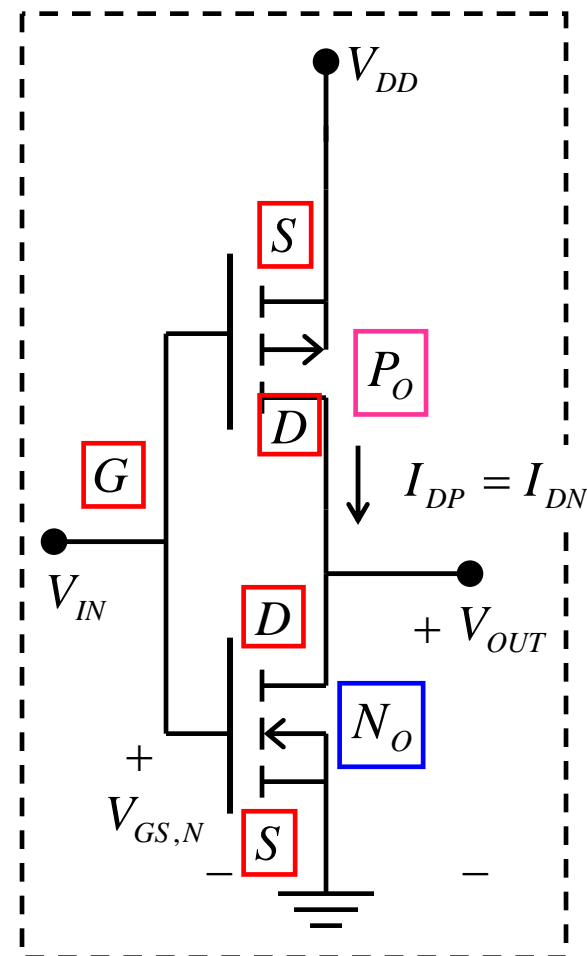 V_DD
S
P_O
D
G
I_DP = I_DN
V_IN
D
+ V_OUT
N_O
+
V_GS,N
S
− −